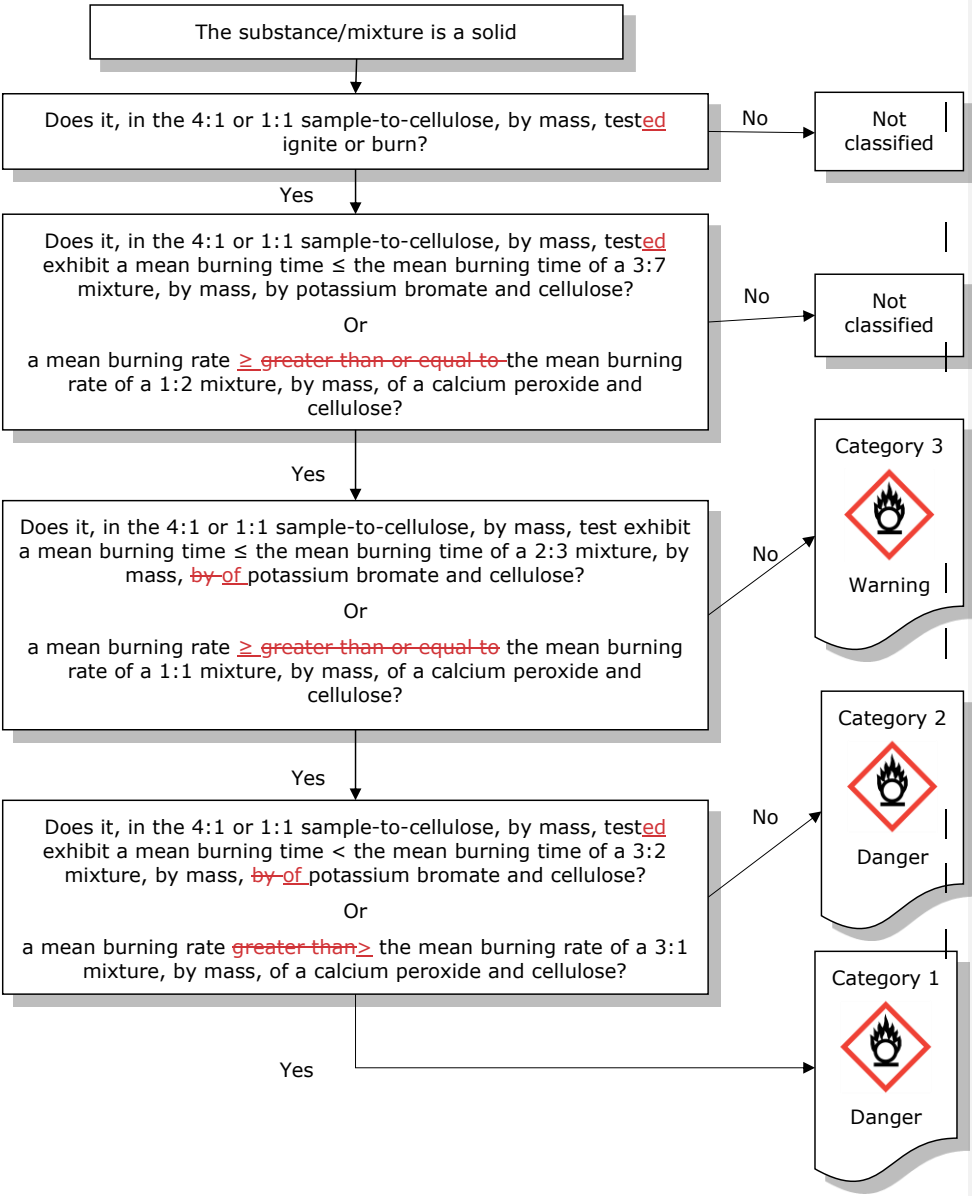 The substance/mixture is a solid
Does it, in the 4:1 or 1:1 sample-to-cellulose, by mass, tested
ignite or burn?
No
Not
classified
Yes
Does it, in the 4:1 or 1:1 sample-to-cellulose, by mass, tested
exhibit a mean burning time ≤ the mean burning time of a 3:7
mixture, by mass, by potassium bromate and cellulose?
Or
a mean burning rate ≥ greater than or equal to the mean burning
rate of a 1:2 mixture, by mass, of a calcium peroxide and
cellulose?
No
Not
classified
Yes
Does it, in the 4:1 or 1:1 sample-to-cellulose, by mass, test exhibit
a mean burning time ≤ the mean burning time of a 2:3 mixture, by
mass, by of potassium bromate and cellulose?
Or
a mean burning rate ≥ greater than or equal to the mean burning
rate of a 1:1 mixture, by mass, of a calcium peroxide and
cellulose?
No
Category 3
Warning
Yes
Does it, in the 4:1 or 1:1 sample-to-cellulose, by mass, tested
exhibit a mean burning time < the mean burning time of a 3:2
mixture, by mass, by of potassium bromate and cellulose?
Or
a mean burning rate greater than> the mean burning rate of a 3:1
mixture, by mass, of a calcium peroxide and cellulose?
No
Category 2
Danger
Yes
Category 1
Danger